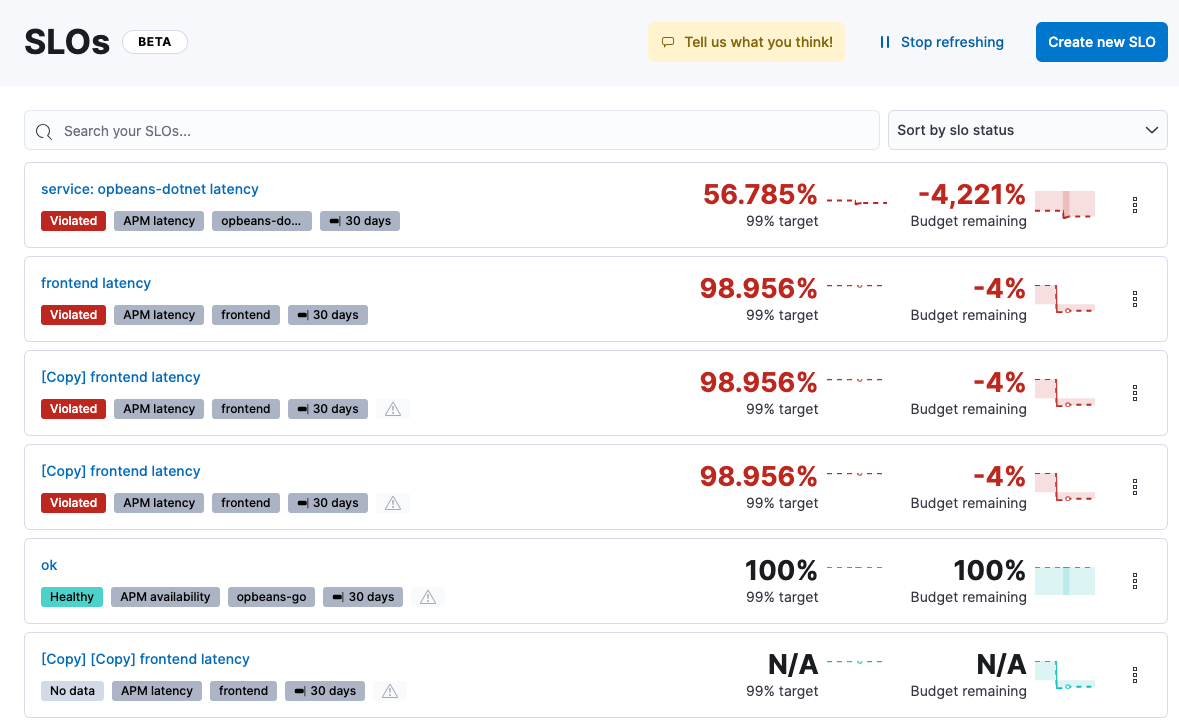 SLOs BETA Tell us what you think! Stop refreshing Create new SLO
Search your SLOs... Sort by slo status
service: opbeans-dotnet latency 56.785% -4,221%
Violated APM latency opbeans-do... 30 days 99% target Budget remaining
frontend latency 98.956% -4%
Violated APM latency frontend 30 days 99% target Budget remaining
[Copy] frontend latency 98.956% -4%
Violated APM latency frontend 30 days 99% target Budget remaining
[Copy] frontend latency 98.956% -4%
Violated APM latency frontend 30 days 99% target Budget remaining
ok 100% 100%
Healthy APM availability opbeans-go 30 days 99% target Budget remaining
[Copy] [Copy] frontend latency N/A N/A
No data APM latency frontend 30 days 99% target Budget remaining